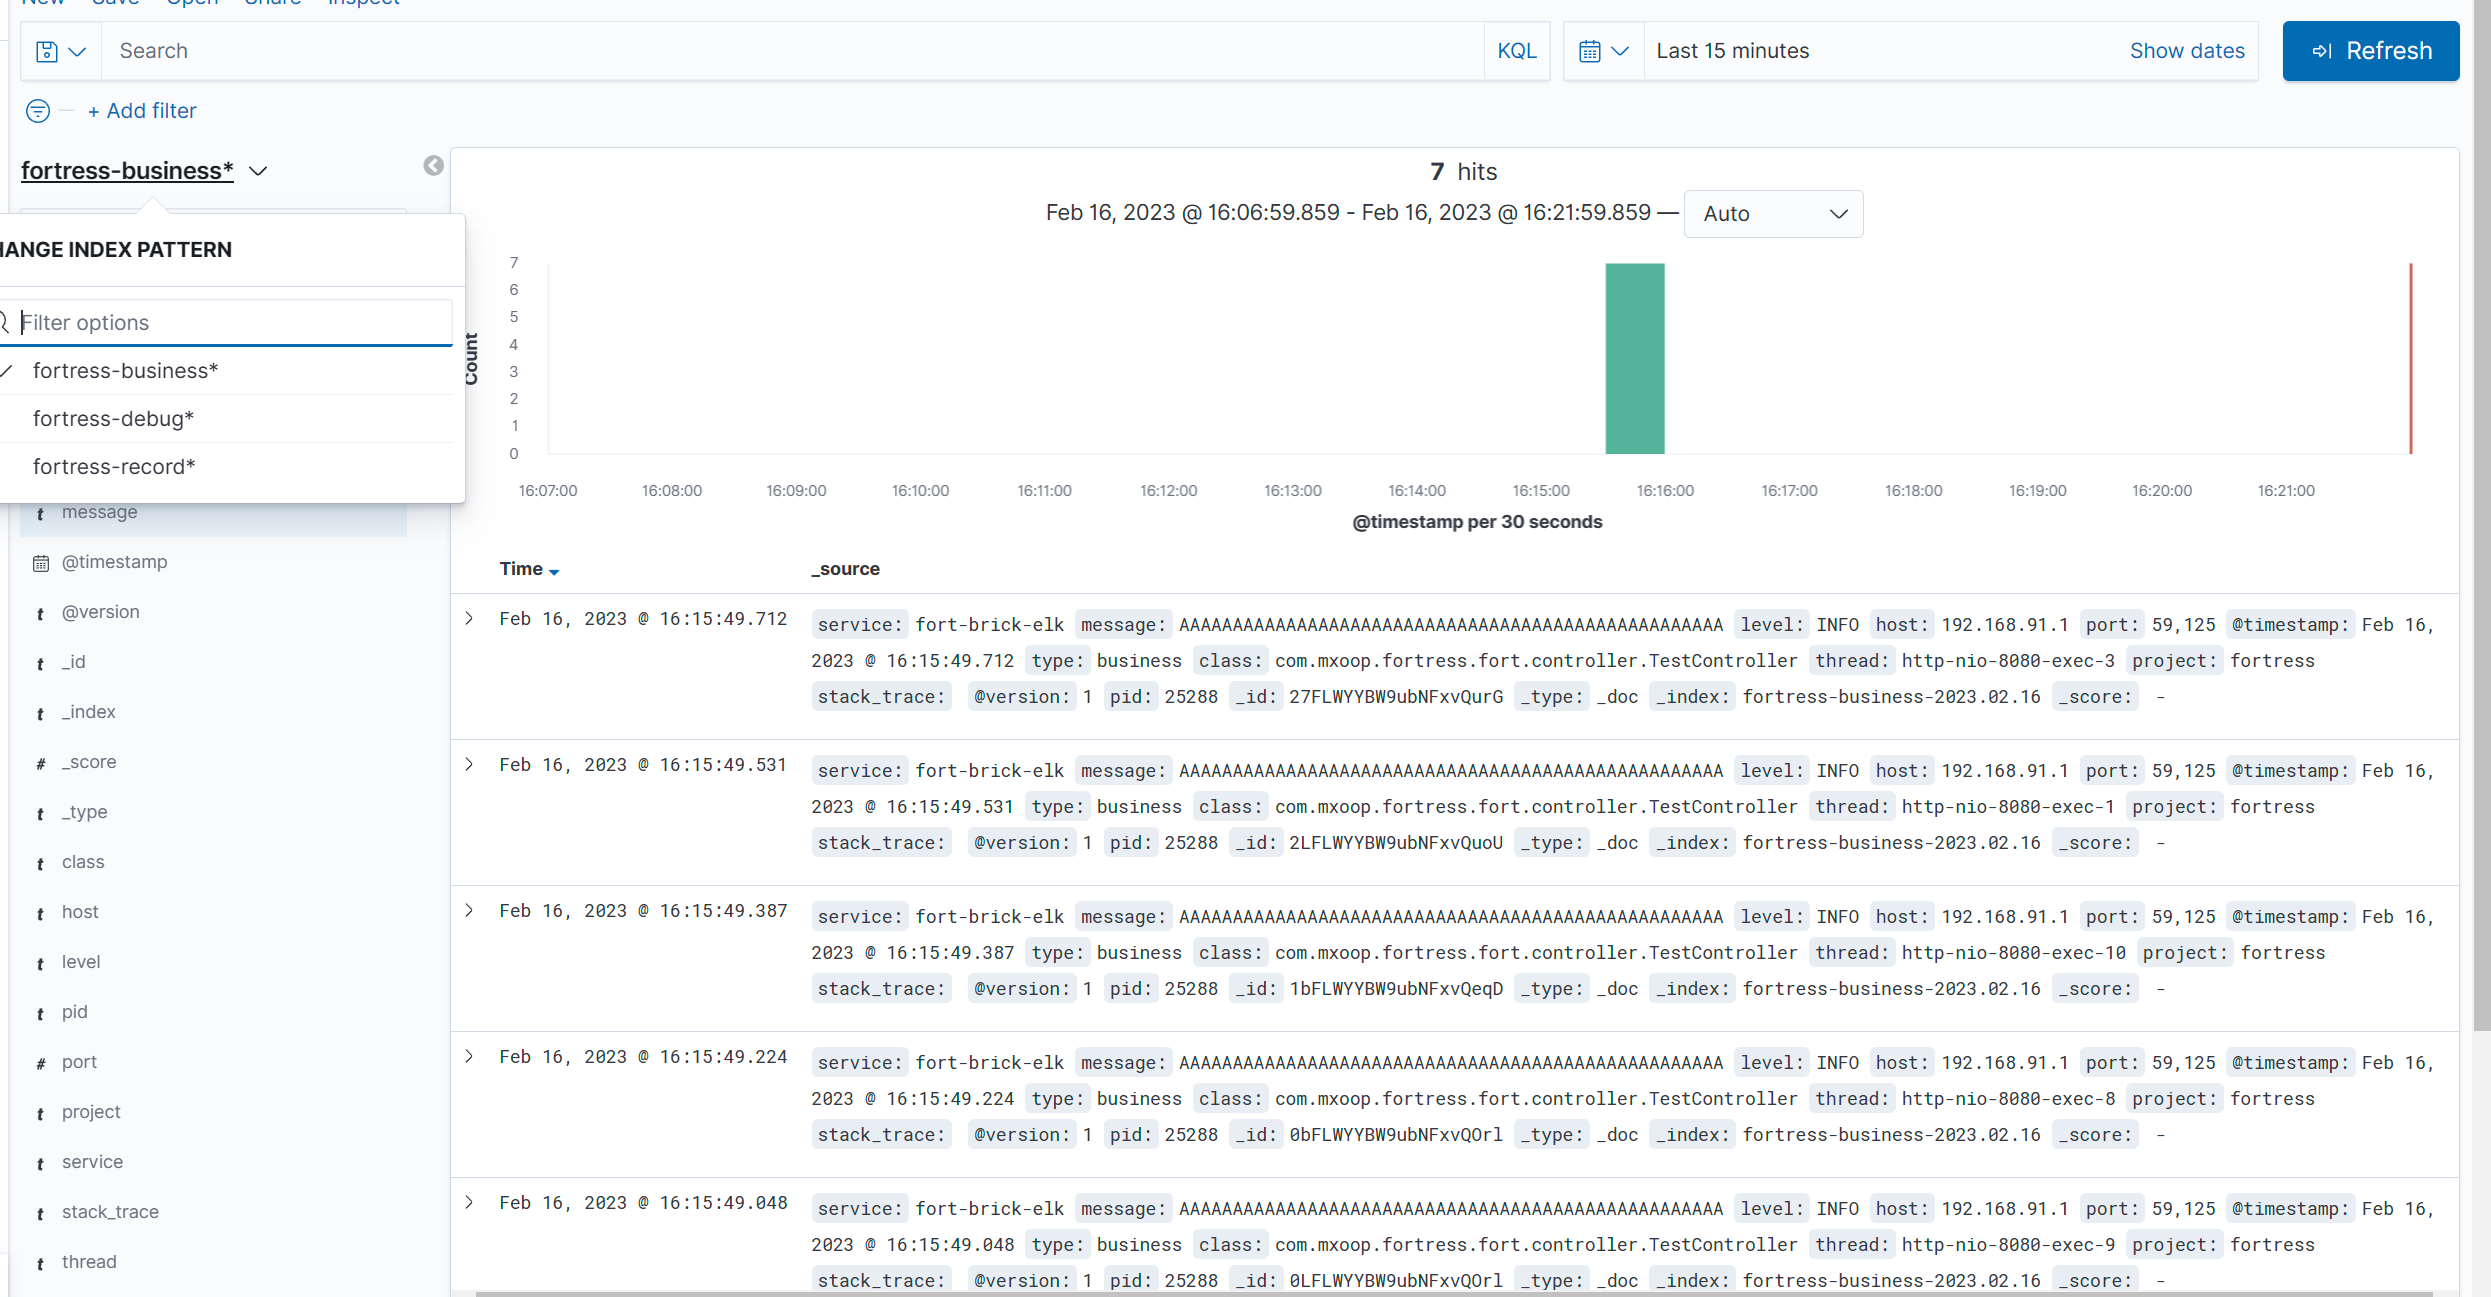 New Save Open Share Inspect
Search KQL Last 15 minutes Show dates Refresh
+ Add filter
fortress-business*
HANGE INDEX PATTERN
Filter options
fortress-business*
fortress-debug*
fortress-record*
message
@timestamp
@version
_id
_index
_score
_type
class
host
level
pid
port
project
service
stack_trace
thread
7 hits
Feb 16, 2023 @ 16:06:59.859 - Feb 16, 2023 @ 16:21:59.859 — Auto
Count
7
6
5
4
3
2
1
0
16:07:00 16:08:00 16:09:00 16:10:00 16:11:00 16:12:00 16:13:00 16:14:00 16:15:00 16:16:00 16:17:00 16:18:00 16:19:00 16:20:00 16:21:00
@timestamp per 30 seconds
Time _source
Feb 16, 2023 @ 16:15:49.712 service: fort-brick-elk message: AAAAAAAAAAAAAAAAAAAAAAAAAAAAAAAAAAAAAAAAAAAAAAAAAAA level: INFO host: 192.168.91.1 port: 59,125 @timestamp: Feb 16,
2023 @ 16:15:49.712 type: business class: com.mxoop.fortress.fort.controller.TestController thread: http-nio-8080-exec-3 project: fortress
stack_trace: @version: 1 pid: 25288 _id: 27FLWYYBW9ubNFxvQurG _type: _doc _index: fortress-business-2023.02.16 _score: -
Feb 16, 2023 @ 16:15:49.531 service: fort-brick-elk message: AAAAAAAAAAAAAAAAAAAAAAAAAAAAAAAAAAAAAAAAAAAAAAAAAAA level: INFO host: 192.168.91.1 port: 59,125 @timestamp: Feb 16,
2023 @ 16:15:49.531 type: business class: com.mxoop.fortress.fort.controller.TestController thread: http-nio-8080-exec-1 project: fortress
stack_trace: @version: 1 pid: 25288 _id: 2LFLWYYBW9ubNFxvQuoU _type: _doc _index: fortress-business-2023.02.16 _score: -
Feb 16, 2023 @ 16:15:49.387 service: fort-brick-elk message: AAAAAAAAAAAAAAAAAAAAAAAAAAAAAAAAAAAAAAAAAAAAAAAAAAA level: INFO host: 192.168.91.1 port: 59,125 @timestamp: Feb 16,
2023 @ 16:15:49.387 type: business class: com.mxoop.fortress.fort.controller.TestController thread: http-nio-8080-exec-10 project: fortress
stack_trace: @version: 1 pid: 25288 _id: 1bFLWYYBW9ubNFxvQeqD _type: _doc _index: fortress-business-2023.02.16 _score: -
Feb 16, 2023 @ 16:15:49.224 service: fort-brick-elk message: AAAAAAAAAAAAAAAAAAAAAAAAAAAAAAAAAAAAAAAAAAAAAAAAAAA level: INFO host: 192.168.91.1 port: 59,125 @timestamp: Feb 16,
2023 @ 16:15:49.224 type: business class: com.mxoop.fortress.fort.controller.TestController thread: http-nio-8080-exec-8 project: fortress
stack_trace: @version: 1 pid: 25288 _id: 0bFLWYYBW9ubNFxvQOrl _type: _doc _index: fortress-business-2023.02.16 _score: -
Feb 16, 2023 @ 16:15:49.048 service: fort-brick-elk message: AAAAAAAAAAAAAAAAAAAAAAAAAAAAAAAAAAAAAAAAAAAAAAAAAAA level: INFO host: 192.168.91.1 port: 59,125 @timestamp: Feb 16,
2023 @ 16:15:49.048 type: business class: com.mxoop.fortress.fort.controller.TestController thread: http-nio-8080-exec-9 project: fortress
stack_trace: @version: 1 pid: 25288 _id: 0LFLWYYBW9ubNFxvQOrl _type: _doc _index: fortress-business-2023.02.16 _score: -